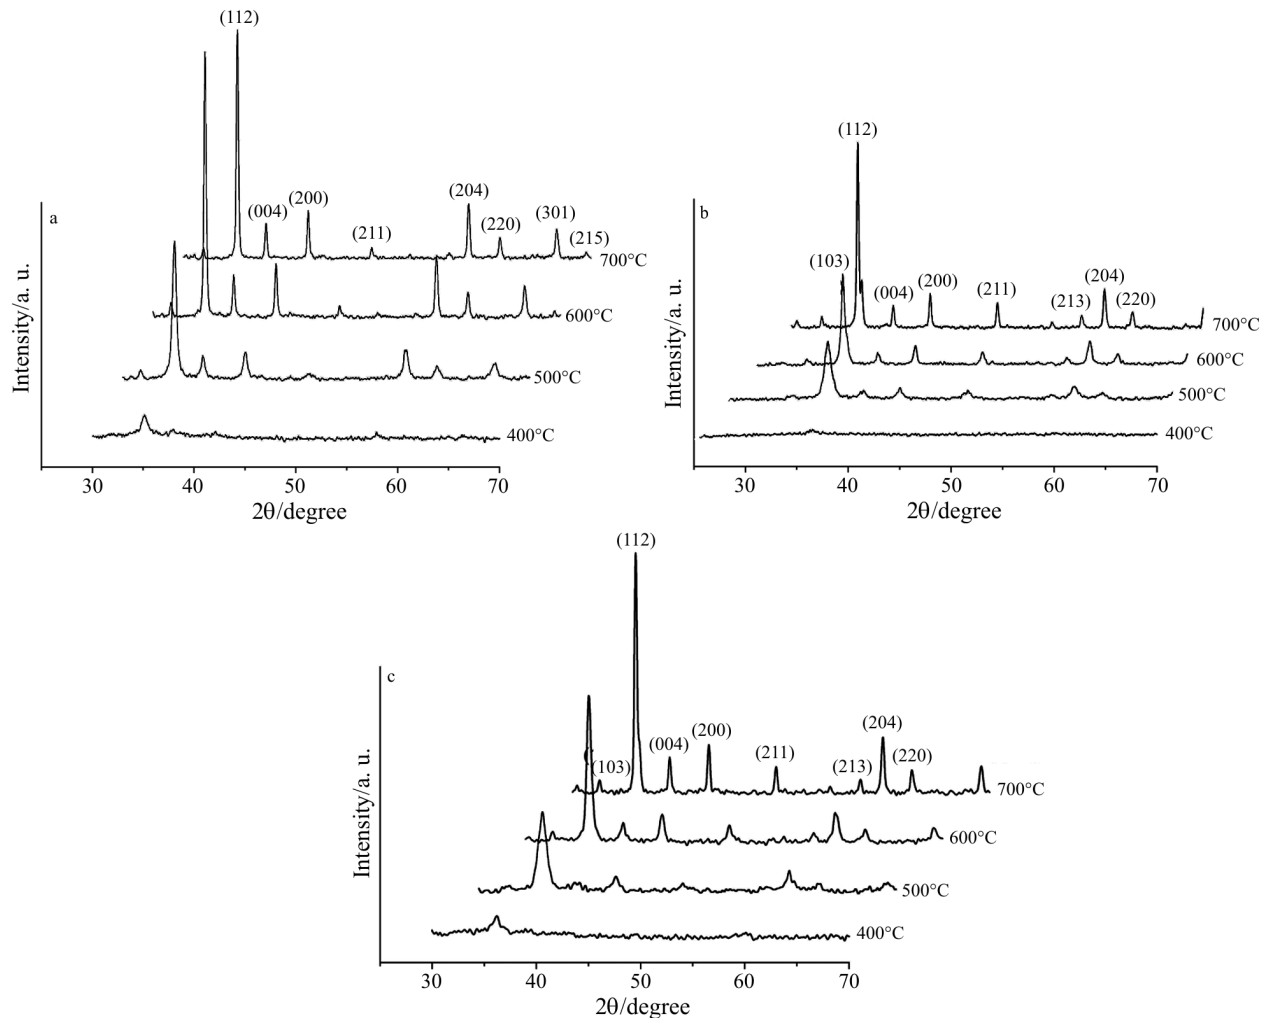 (112)
a
(004)
(200)
(211)
(204)
(220)
(301)
(215)
700°C
600°C
500°C
400°C
Intensity/a. u.
30
40
50
60
70
2θ/degree
b
(112)
(103)
(004)
(200)
(211)
(213)
(204)
(220)
700°C
600°C
500°C
400°C
Intensity/a. u.
30
40
50
60
70
2θ/degree
c
(112)
(103)
(004)
(200)
(211)
(213)
(204)
(220)
700°C
600°C
500°C
400°C
Intensity/a. u.
30
40
50
60
70
2θ/degree